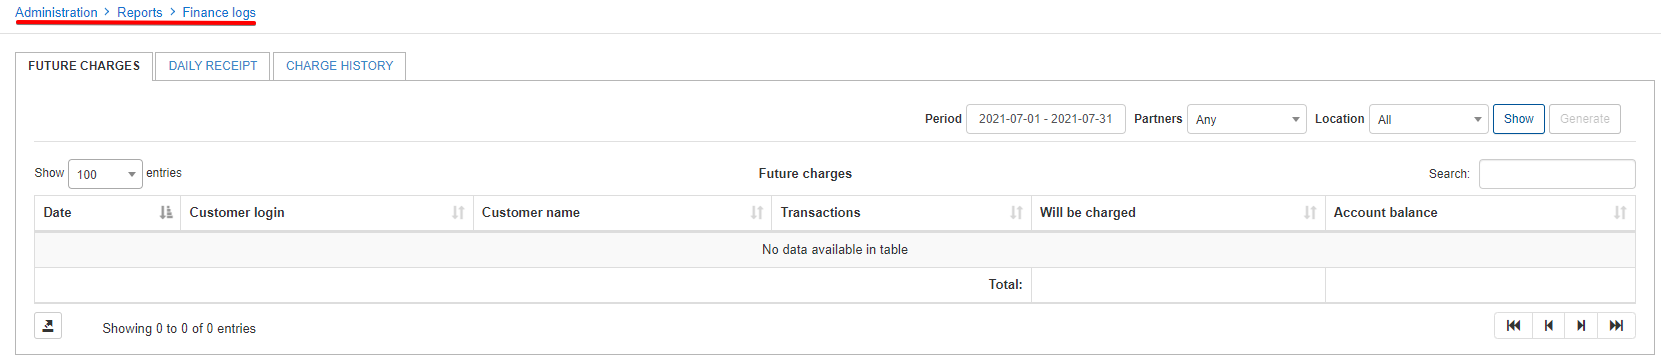 Administration > Reports > Finance logs
FUTURE CHARGES DAILY RECEIPT CHARGE HISTORY
Period 2021-07-01 - 2021-07-31 Partners Any Location All Show Generate
Show 100 entries Future charges Search:
Date Customer login Customer name Transactions Will be charged Account balance
No data available in table
Total:
Showing 0 to 0 of 0 entries